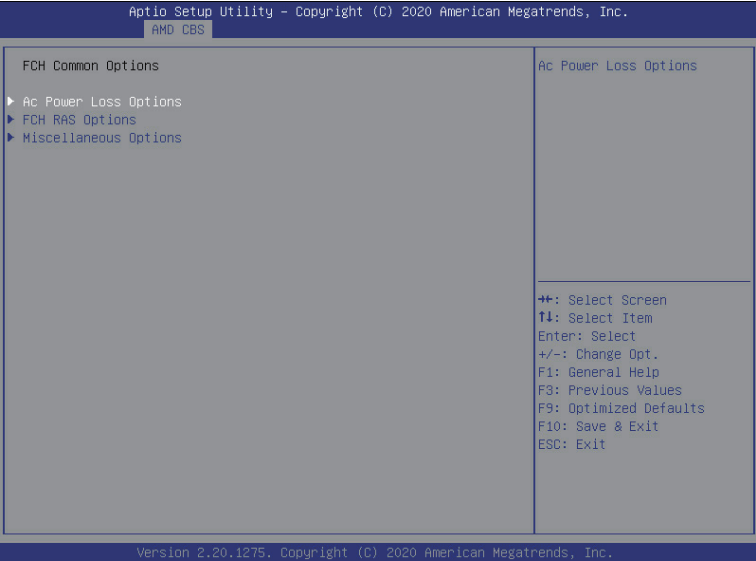 Aptio Setup Utility – Copyright (C) 2020 American Megatrends, Inc.
AMD CBS
FCH Common Options
Ac Power Loss Options
FCH RAS Options
Miscellaneous Options
Ac Power Loss Options
→←: Select Screen
↑↓: Select Item
Enter: Select
+/-: Change Opt.
F1: General Help
F3: Previous Values
F9: Optimized Defaults
F10: Save & Exit
ESC: Exit
Version 2.20.1275. Copyright (C) 2020 American Megatrends, Inc.